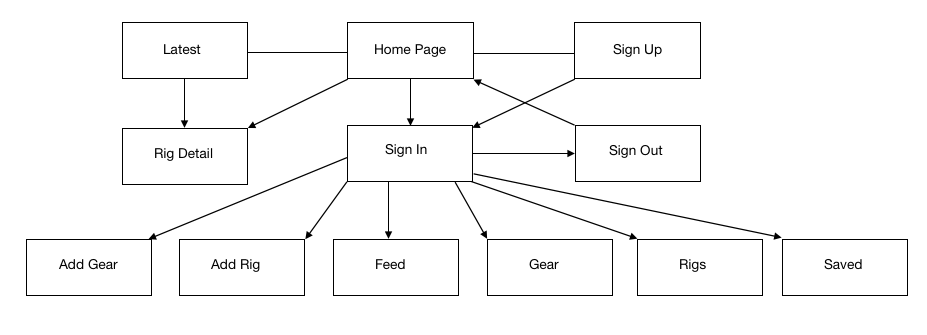 Latest
Home Page
Sign Up
Rig Detail
Sign In
Sign Out
Add Gear
Add Rig
Feed
Gear
Rigs
Saved